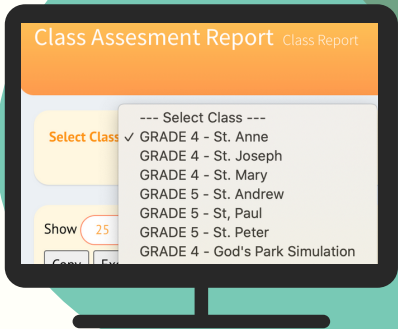 Class Assesment Report Class Report
--- Select Class ---
Select Class ✓ GRADE 4 - St. Anne
GRADE 4 - St. Joseph
GRADE 4 - St. Mary
GRADE 5 - St. Andrew
GRADE 5 - St, Paul
GRADE 5 - St. Peter
GRADE 4 - God's Park Simulation
Show 25
Copy